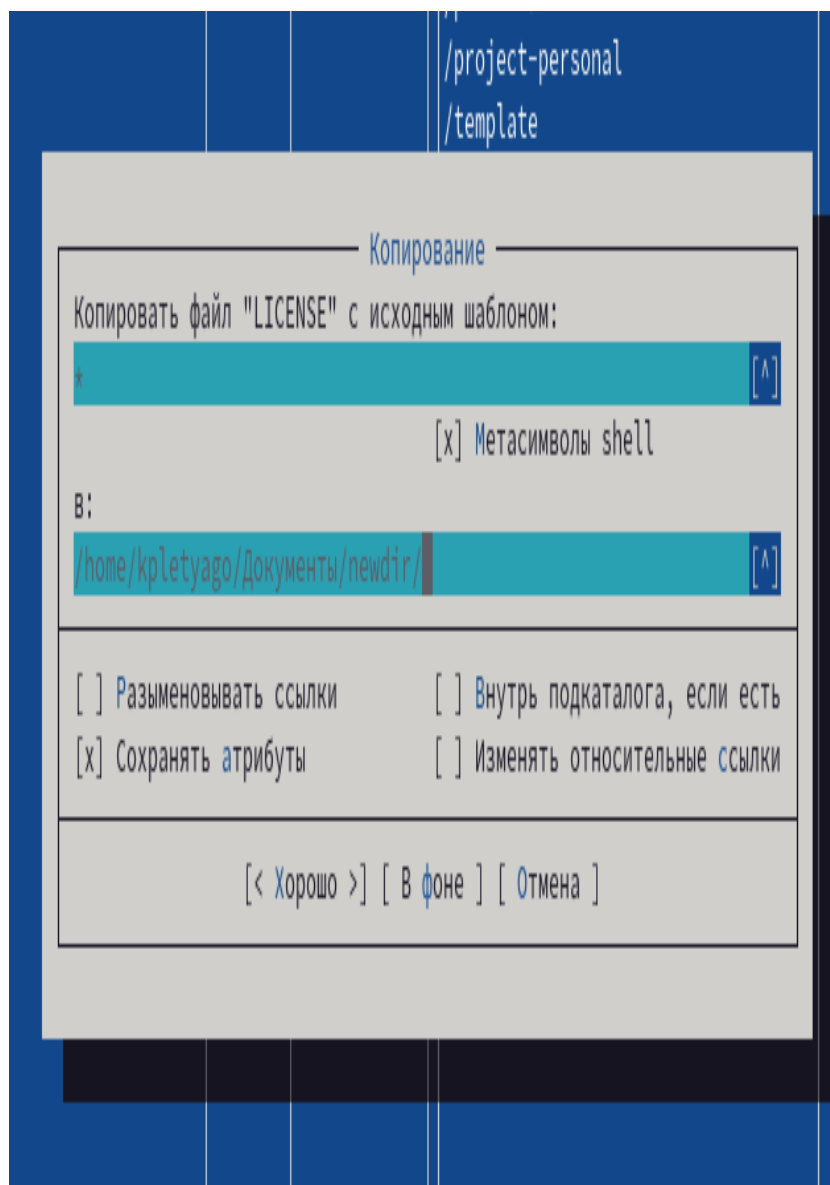 /project-personal
/template
Копирование
Копировать файл "LICENSE" с исходным шаблоном:
* [^]
[x] Метасимволы shell
в:
/home/kpletyago/Документы/newdir/ [^]
[ ] Разыменовывать ссылки [ ] Внутрь подкаталога, если есть
[x] Сохранять атрибуты [ ] Изменять относительные ссылки
[< Хорошо >] [ В фоне ] [ Отмена ]